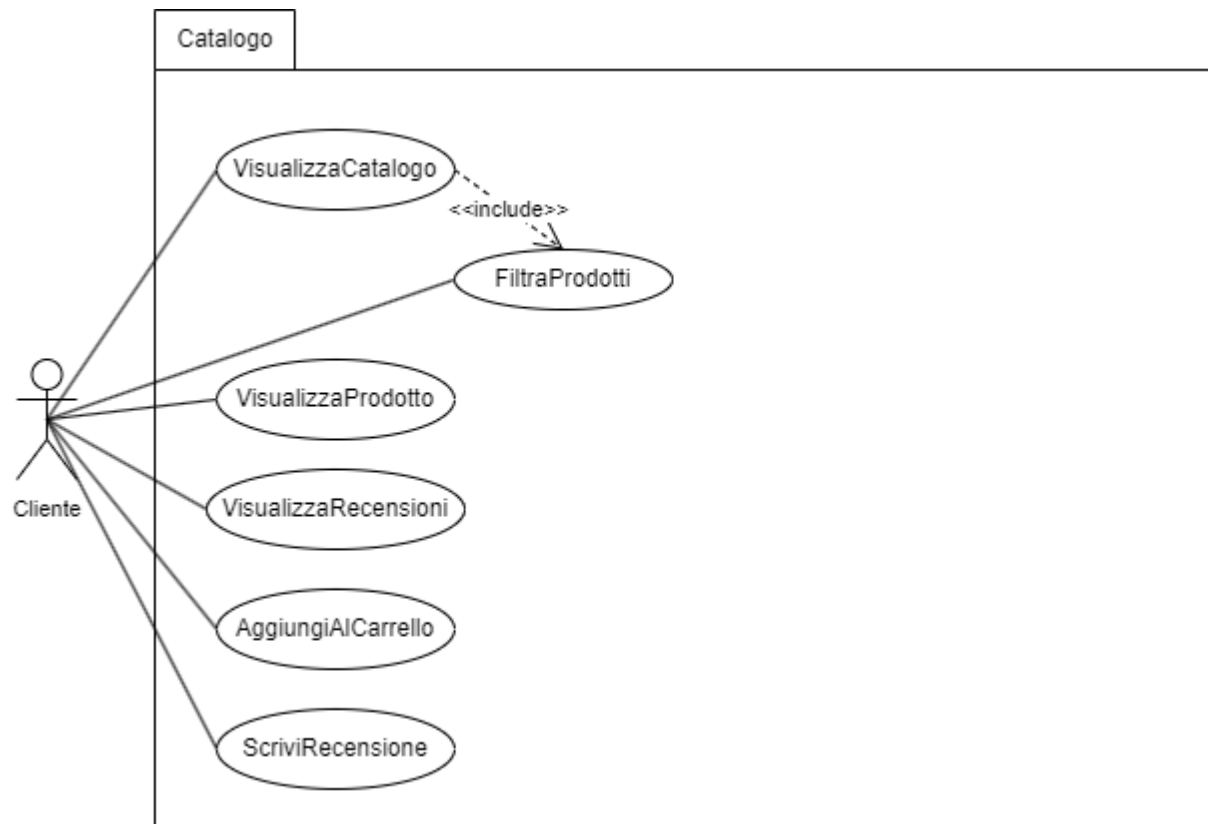 Catalogo
VisualizzaCatalogo
<<include>>
FiltraProdotti
VisualizzaProdotto
VisualizzaRecensioni
Cliente
AggiungiAlCarrello
ScriviRecensione